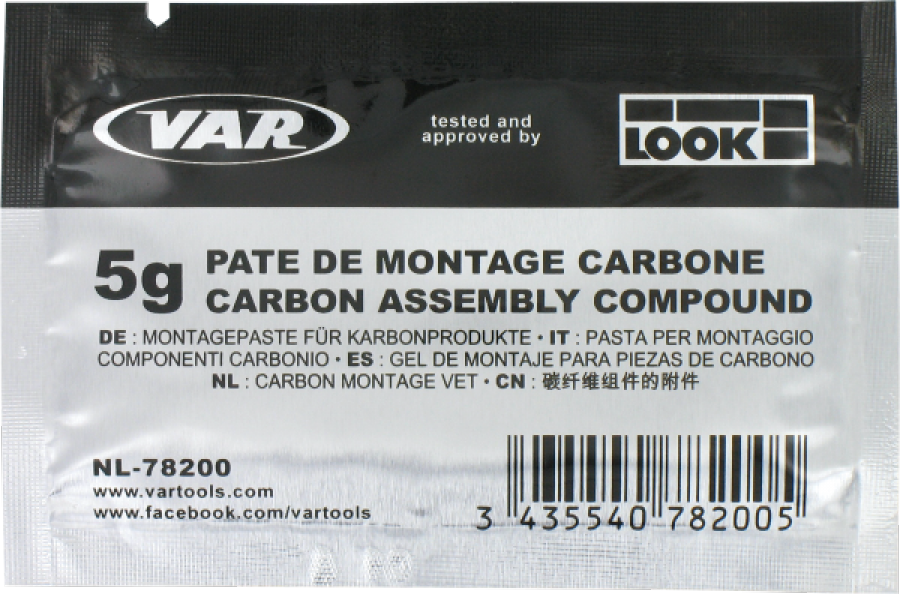 VAR
tested and
approved by
LOOK
5g
PATE DE MONTAGE CARBONE
CARBON ASSEMBLY COMPOUND
DE : MONTAGEPASTE FÜR KARBONPRODUKTE • IT : PASTA PER MONTAGGIO
COMPONENTI CARBONIO • ES : GEL DE MONTAJE PARA PIEZAS DE CARBONO
NL : CARBON MONTAGE VET • CN : 碳纤维组件的附件
NL-78200
www.vartools.com
www.facebook.com/vartools
3 435540 782005